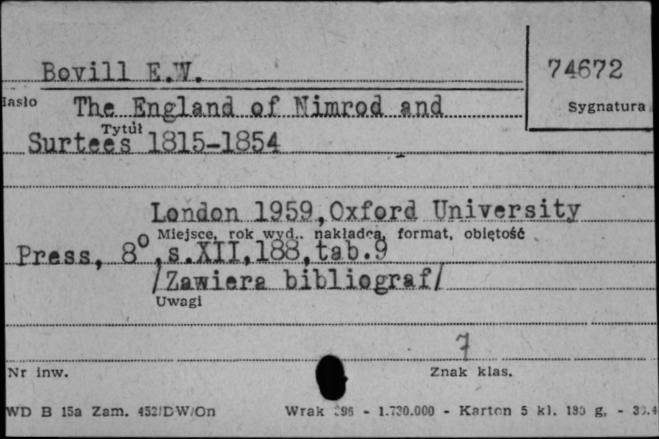 Bovill E.W.
74672
Hasło The England of Nimrod and
Sygnatura
Tytuł
Surtees 1815-1854
London 1959, Oxford University
Miejsce, rok wyd., nakładca, format, objętość
Press, 8°, s.XII,188,tab.9
/Zawiera bibliograf/
Uwagi
7
Nr inw.
Znak klas.
WD B 15a Zam. 452/DW/On Wrak - 1.730.000 - Karton 5 kl. g. -